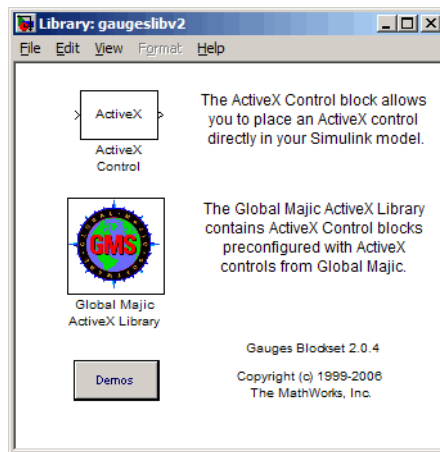 Library: gaugeslibv2
File Edit View Format Help
ActiveX
ActiveX
Control
The ActiveX Control block allows
you to place an ActiveX control
directly in your Simulink model.
GLOBAL MAJIC SOFTWARE
GMS
Global Majic
ActiveX Library
The Global Majic ActiveX Library
contains ActiveX Control blocks
preconfigured with ActiveX
controls from Global Majic.
Demos
Gauges Blockset 2.0.4
Copyright (c) 1999-2006
The MathWorks, Inc.